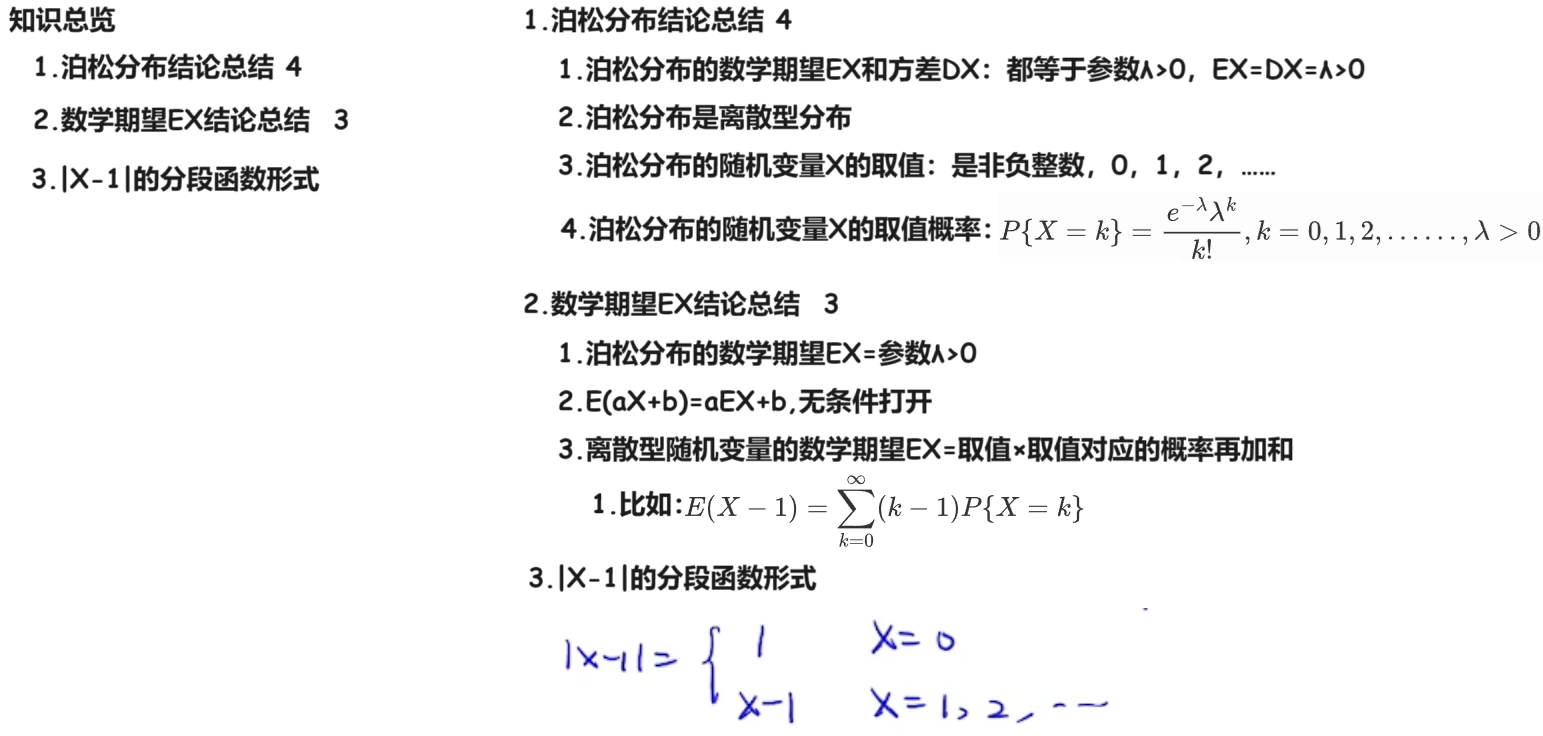 知识总览
1.泊松分布结论总结 4
2.数学期望EX结论总结 3
3.|X-1|的分段函数形式
1.泊松分布结论总结 4
1.泊松分布的数学期望EX和方差DX：都等于参数λ>0，EX=DX=λ>0
2.泊松分布是离散型分布
3.泊松分布的随机变量X的取值：是非负整数，0，1，2，……
4.泊松分布的随机变量X的取值概率：$P\{X=k\}=\frac{e^{-\lambda}\lambda^k}{k!},k=0,1,2,......,\lambda>0$
2.数学期望EX结论总结 3
1.泊松分布的数学期望EX=参数λ>0
2.E(aX+b)=aEX+b,无条件打开
3.离散型随机变量的数学期望EX=取值×取值对应的概率再加和
1.比如：$E(X-1)=\sum_{k=0}^{\infty}(k-1)P\{X=k\}$
3.|X-1|的分段函数形式
|X-1|= { 1 X=0
X-1 X=1,2,……